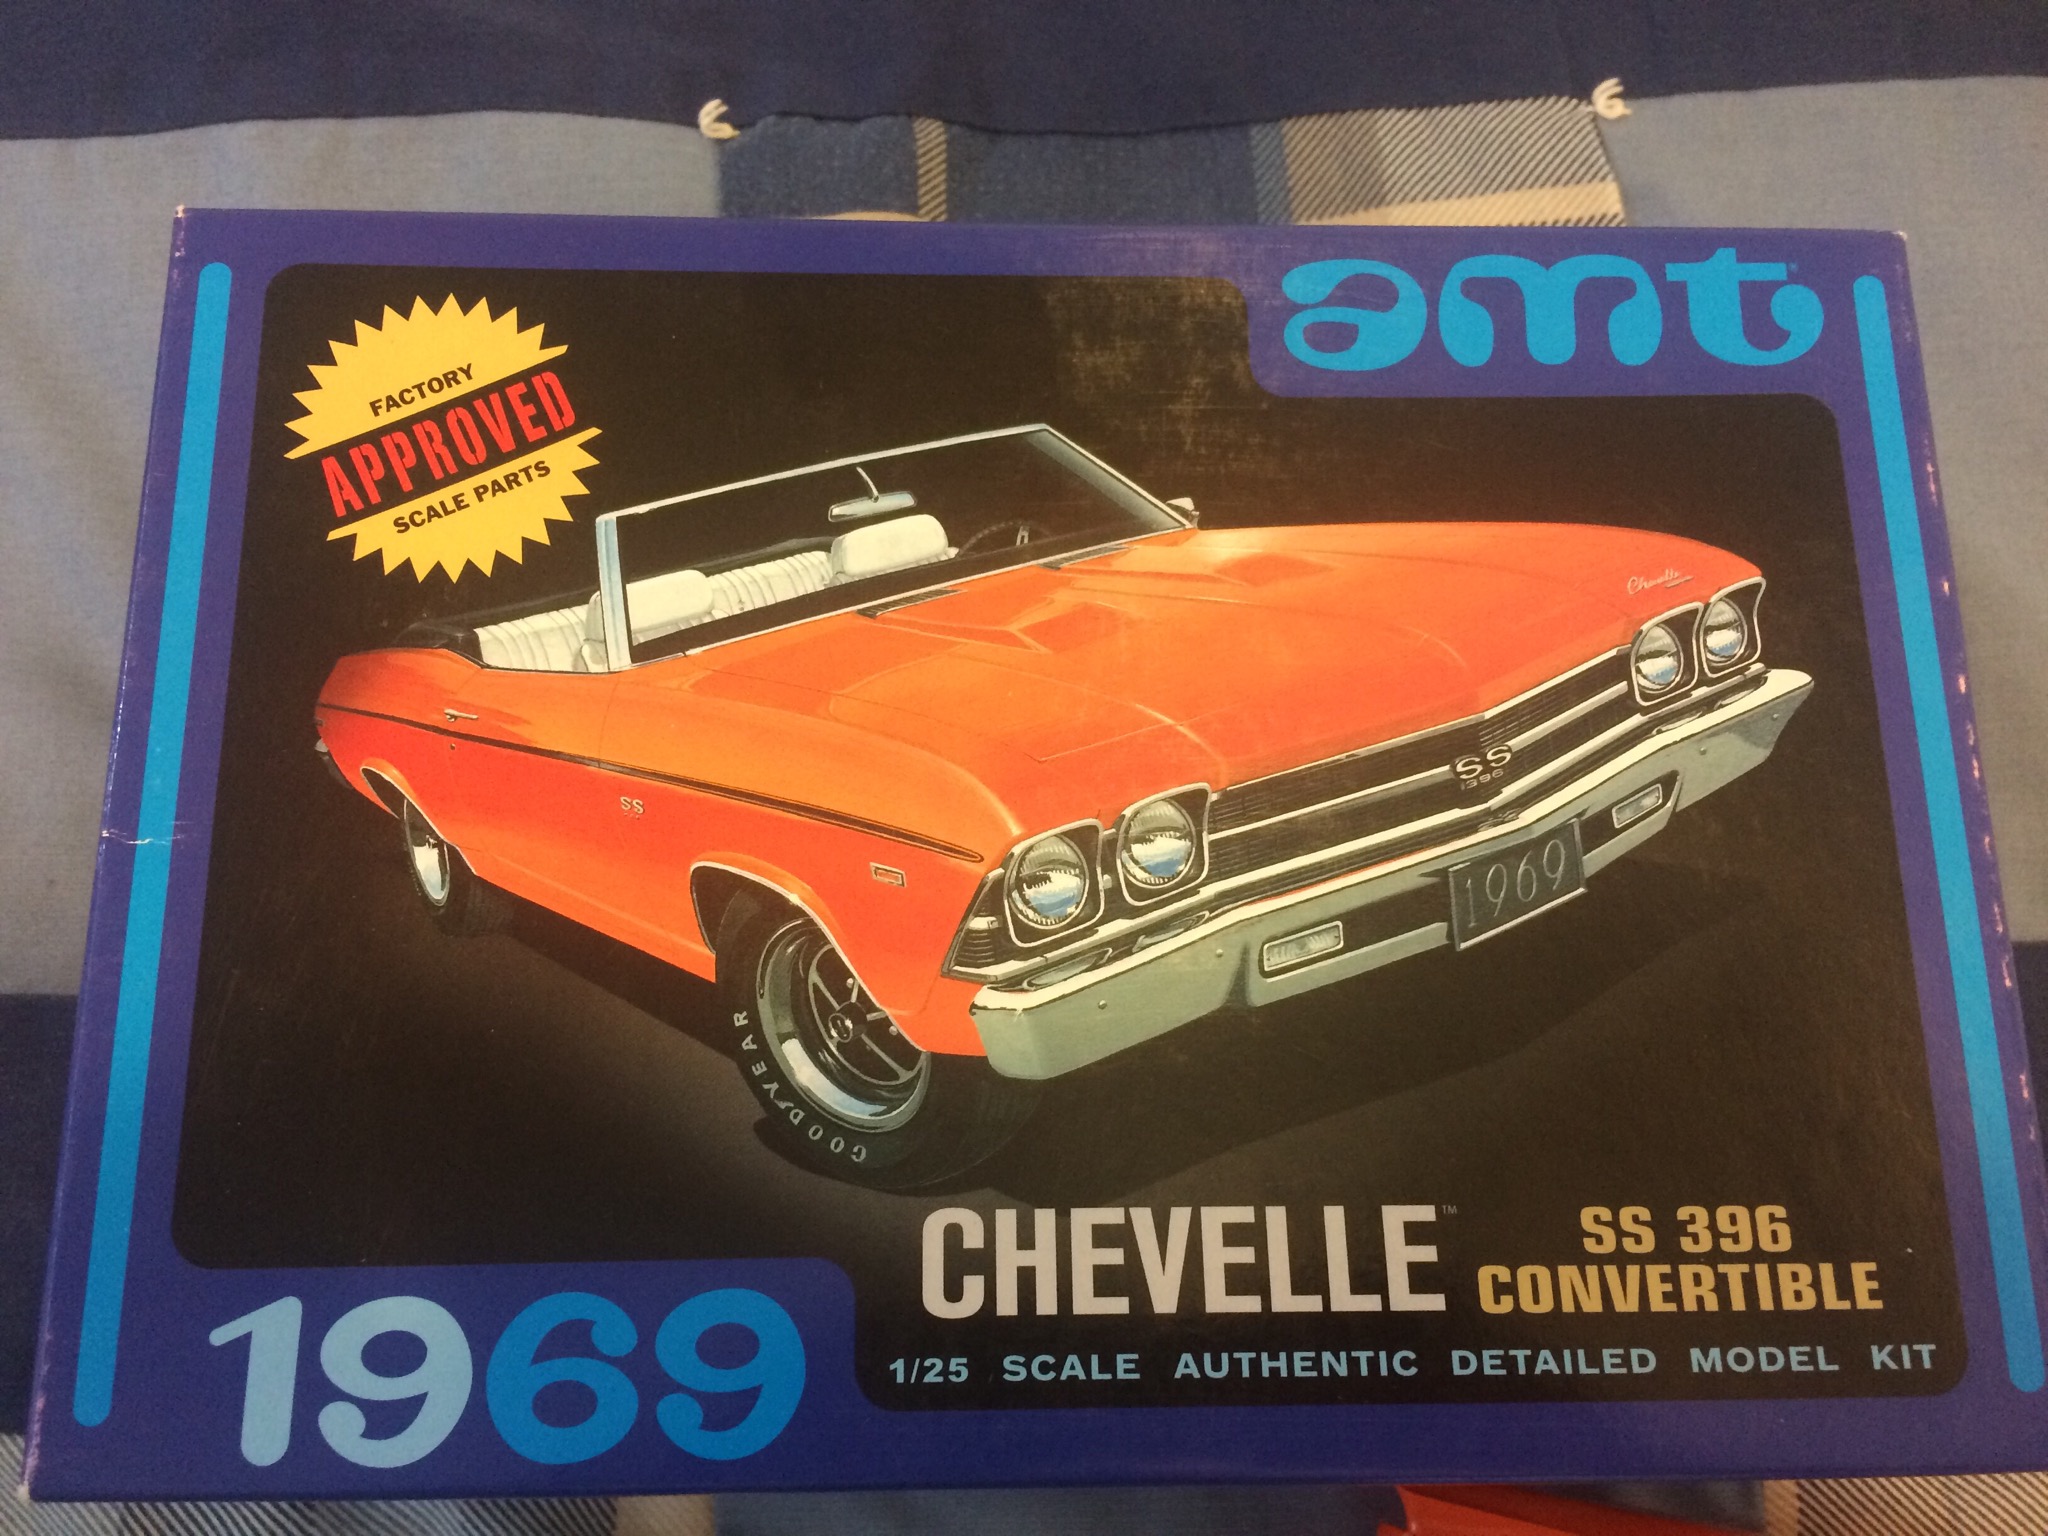 amt
FACTORY
APPROVED
SCALE PARTS
Chevelle
SS
396
SS
1969
GOODYEAR
CHEVELLE™
SS 396
CONVERTIBLE
1969
1/25 SCALE AUTHENTIC DETAILED MODEL KIT